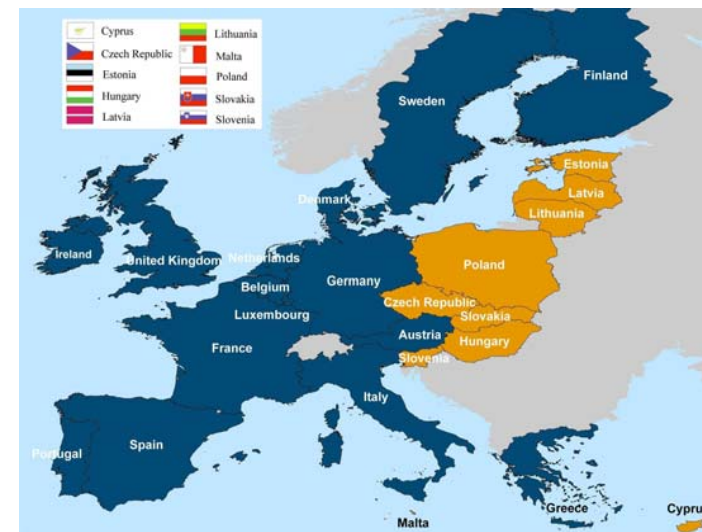 Cyprus
Czech Republic
Estonia
Hungary
Latvia
Lithuania
Malta
Poland
Slovakia
Slovenia
Finland
Sweden
Estonia
Latvia
Lithuania
Denmark
Ireland
United Kingdom
Netherlands
Poland
Belgium
Germany
Czech Republic
Luxembourg
Slovakia
Austria
Hungary
France
Slovenia
Italy
Portugal
Spain
Greece
Cypru
Malta